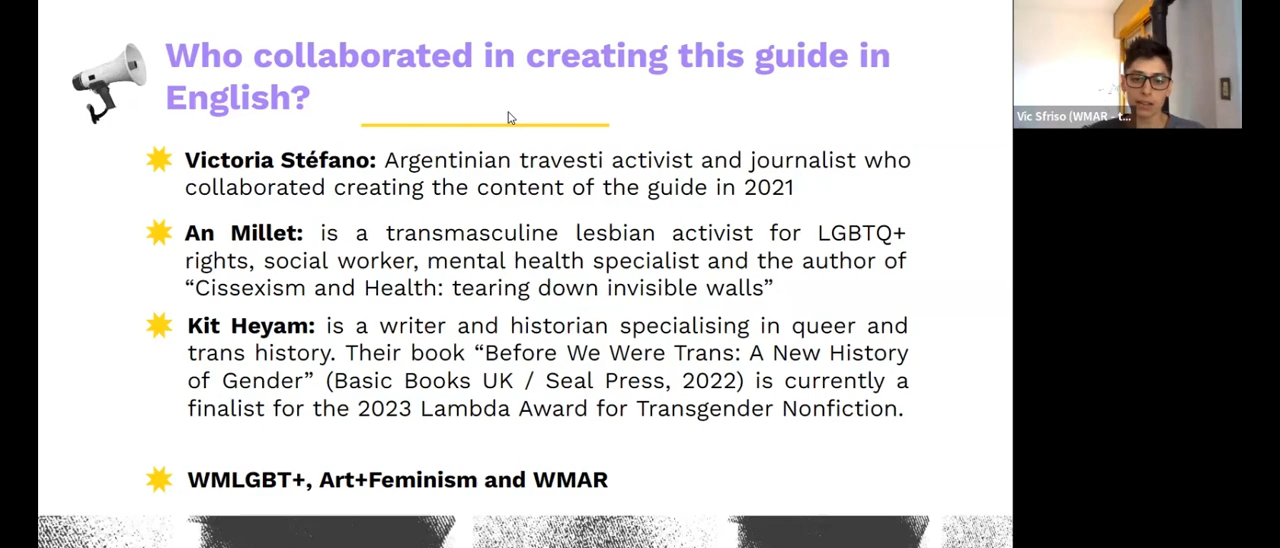 Who collaborated in creating this guide in
English?
Victoria Stéfano: Argentinian travesti activist and journalist who
collaborated creating the content of the guide in 2021
An Millet: is a transmasculine lesbian activist for LGBTQ+
rights, social worker, mental health specialist and the author of
“Cissexism and Health: tearing down invisible walls”
Kit Heyam: is a writer and historian specialising in queer and
trans history. Their book “Before We Were Trans: A New History
of Gender” (Basic Books UK / Seal Press, 2022) is currently a
finalist for the 2023 Lambda Award for Transgender Nonfiction.
WMLGBT+, Art+Feminism and WMAR
Vic Sfriso (WMAR - t...